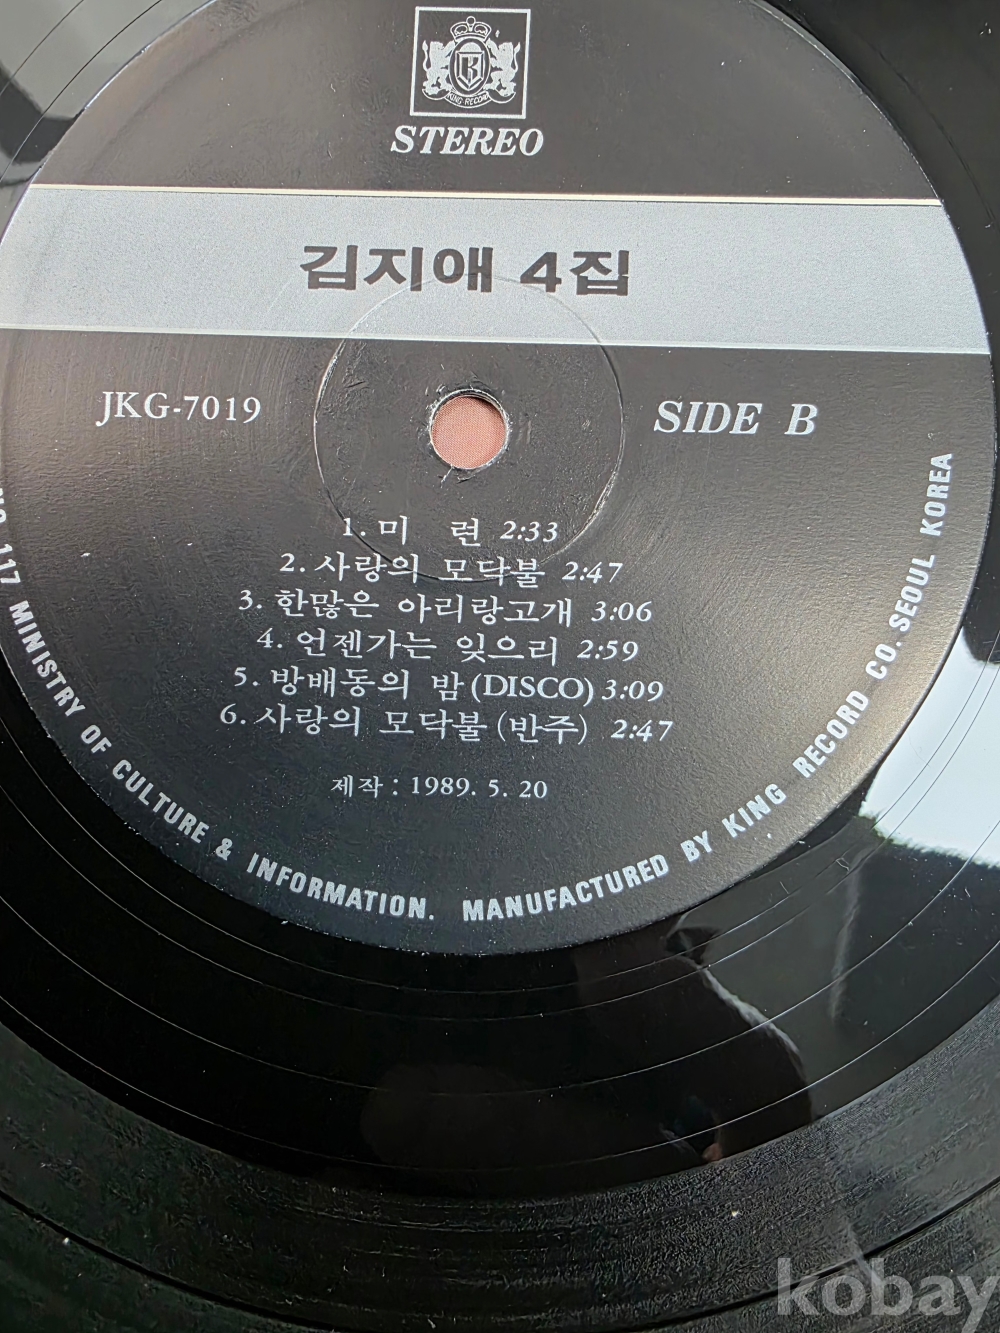 KING RECORD
STEREO
김지애 4집
JKG-7019
SIDE B
1. 미 련 2:33
2. 사랑의 모닥불 2:47
3. 한많은 아리랑고개 3:06
4. 언젠가는 잊으리 2:59
5. 방배동의 밤 (DISCO) 3:09
6. 사랑의 모닥불 (반주) 2:47
제작 : 1989. 5. 20
117 MINISTRY OF CULTURE & INFORMATION. MANUFACTURED BY KING RECORD CO. SEOUL KOREA
kobay